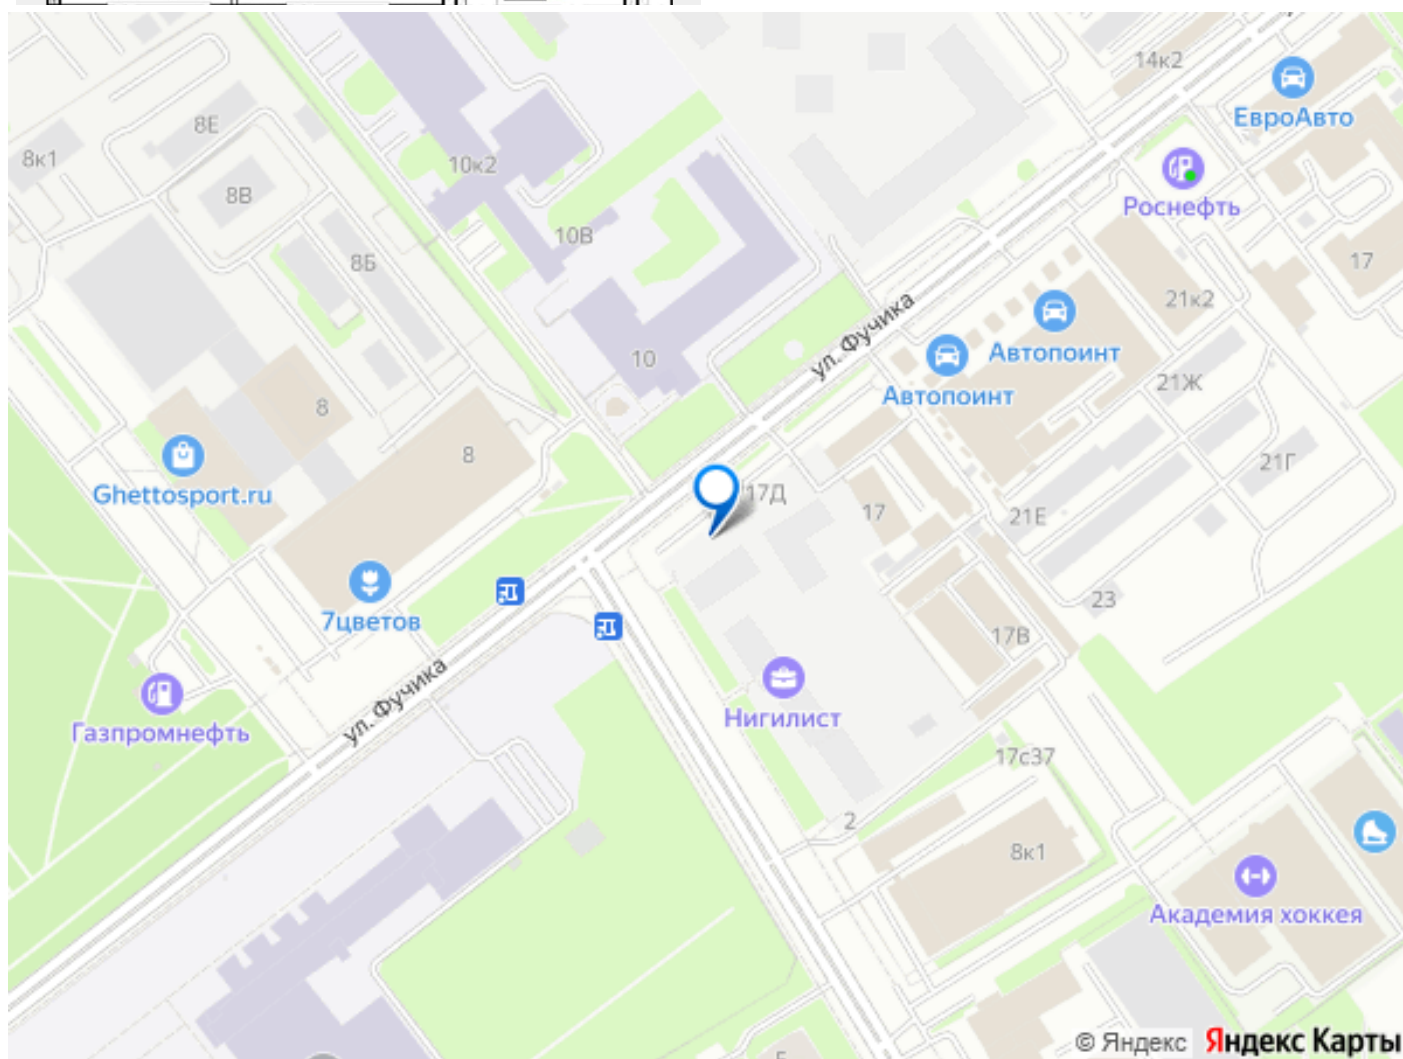 14к2
ЕвроАвто
8Е
8к1
10к2
8В
Роснефть
10В
8Б
17
21к2
ул. Фучика
Автопоинт
10
Автопоинт
21Ж
8
8
21Г
Ghettosport.ru
17Д
17
21Е
7цветов
23
17В
ул. Фучика
Нигилист
Газпромнефть
17с37
2
8к1
Академия хоккея
© Яндекс Яндекс Карты